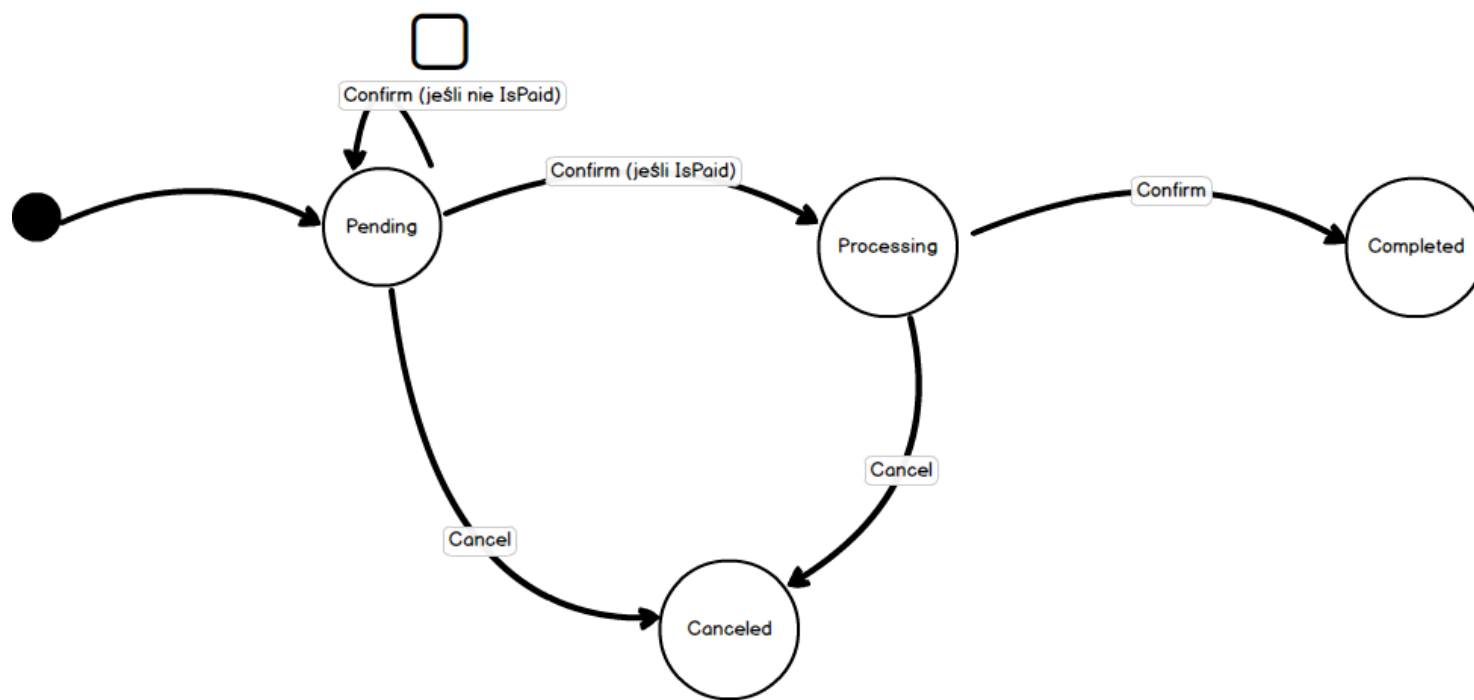 Confirm (jeśli nie IsPaid)
Confirm (jeśli IsPaid)
Confirm
Pending
Processing
Completed
Cancel
Cancel
Canceled